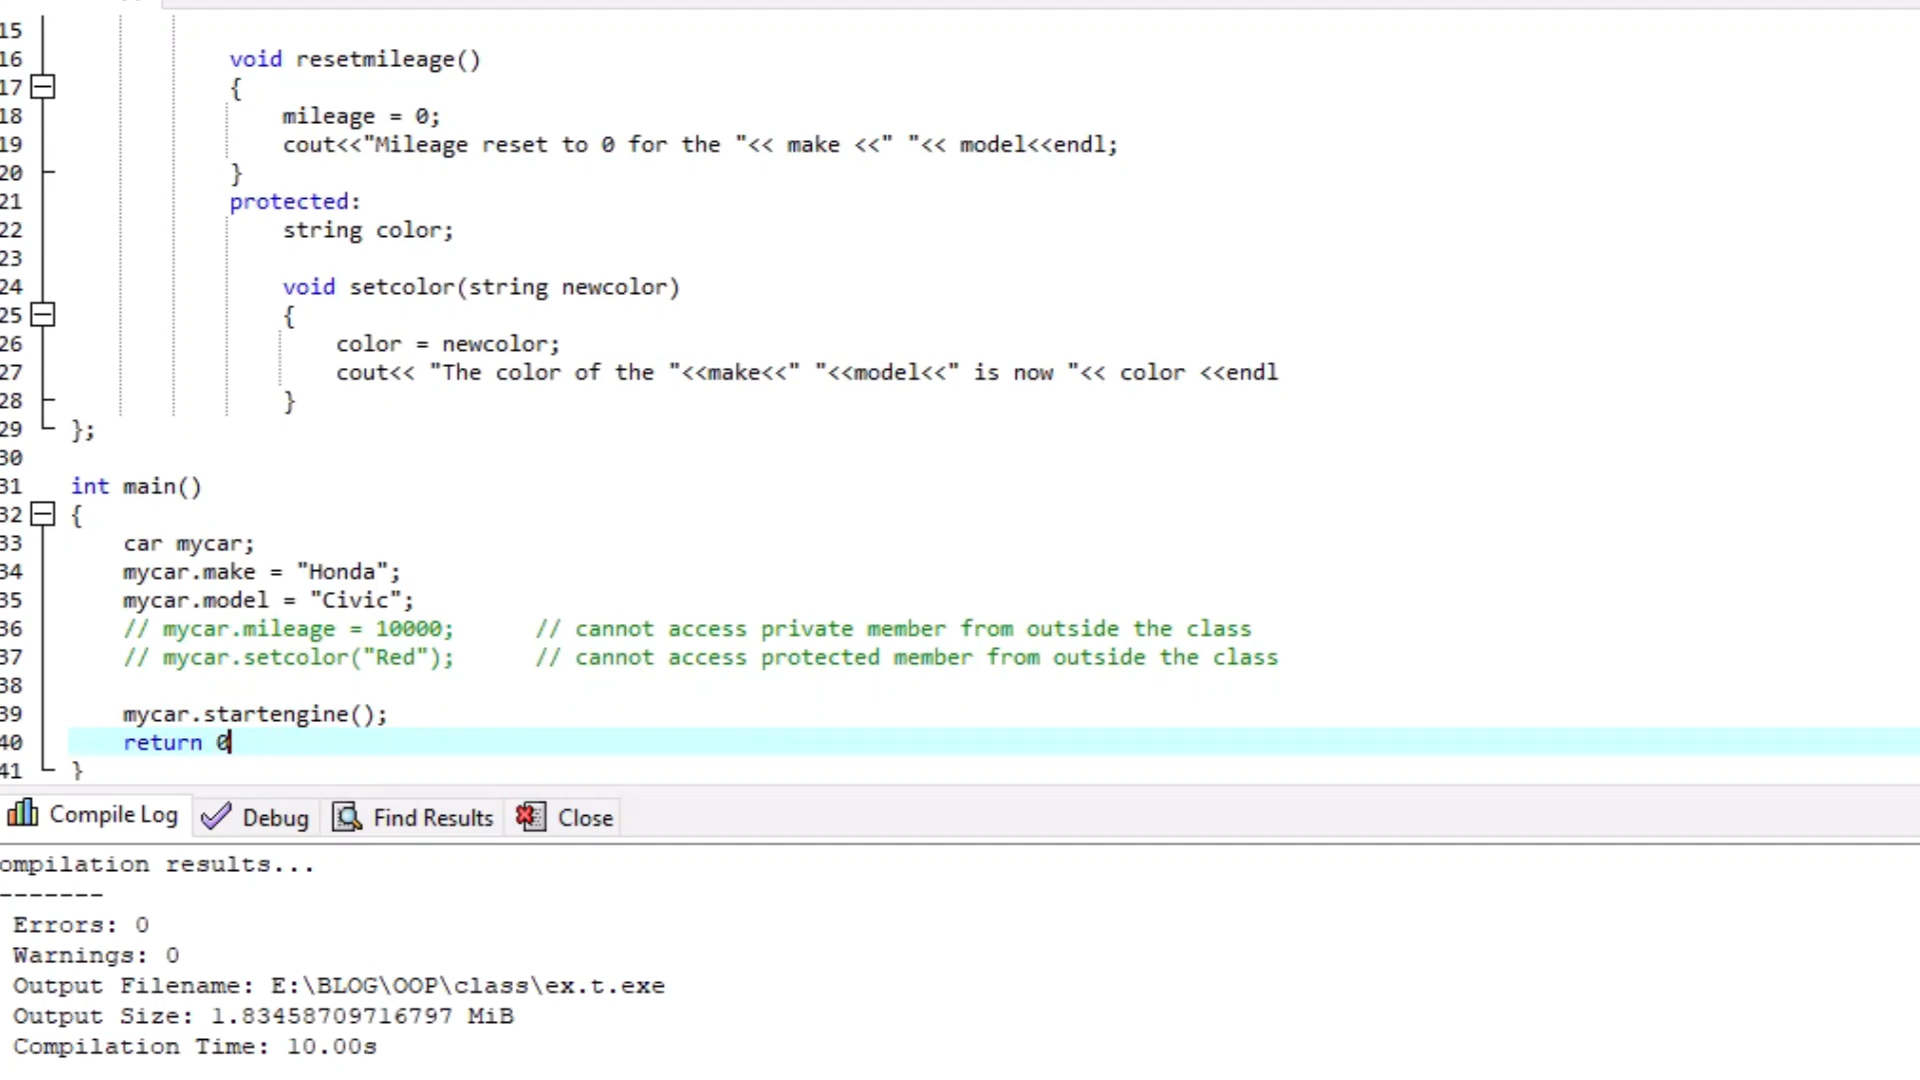 15
16 void resetmileage()
17 {
18 mileage = 0;
19 cout<<"Mileage reset to 0 for the "<< make <<" "<< model<<endl;
20 }
21 protected:
22 string color;
23
24 void setcolor(string newcolor)
25 {
26 color = newcolor;
27 cout<< "The color of the "<<make<<" "<<model<<" is now "<< color <<endl
28 }
29 };
30
31 int main()
32 {
33 car mycar;
34 mycar.make = "Honda";
35 mycar.model = "Civic";
36 // mycar.mileage = 10000; // cannot access private member from outside the class
37 // mycar.setcolor("Red"); // cannot access protected member from outside the class
38
39 mycar.startengine();
40 return 0
41 }
Compile Log Debug Find Results Close
ompilation results...
-------
Errors: 0
Warnings: 0
Output Filename: E:\BLOG\OOP\class\ex.t.exe
Output Size: 1.83458709716797 MiB
Compilation Time: 10.00s